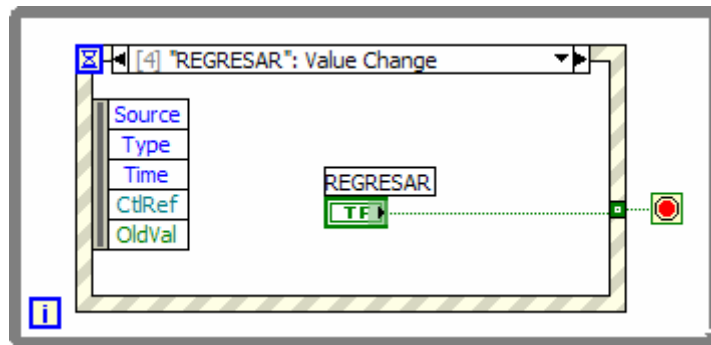 [4] "REGRESAR": Value Change
Source
Type
Time
CtlRef
OldVal
REGRESAR
TF
i